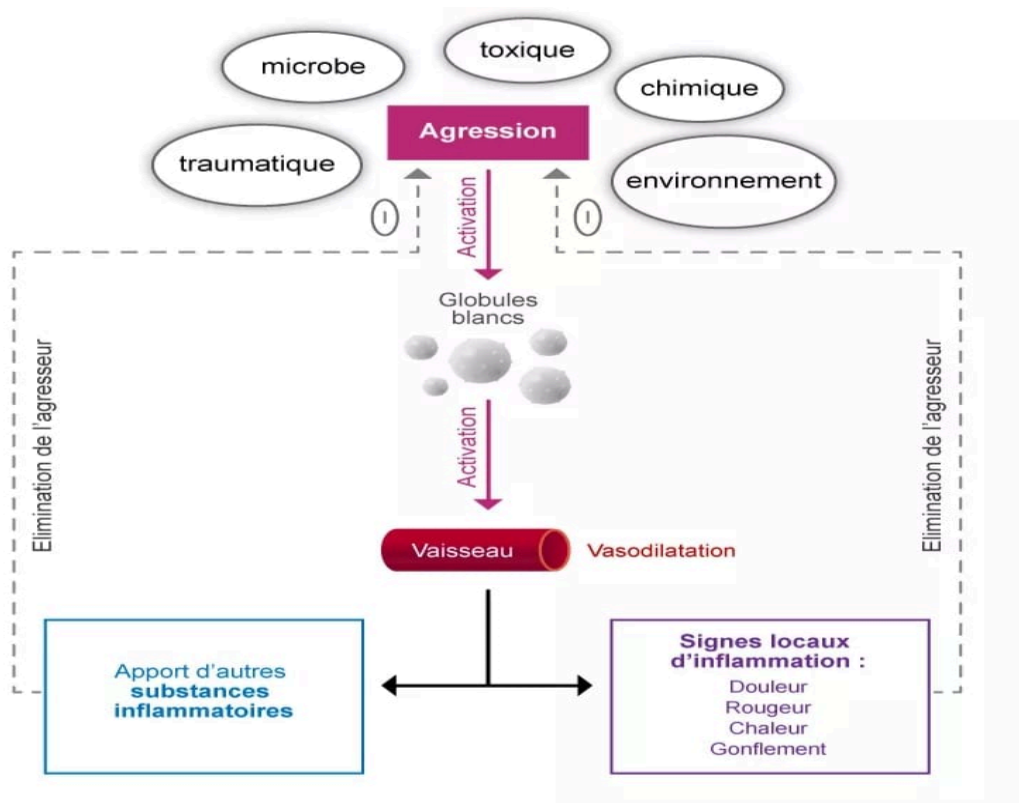 microbe
toxique
chimique
traumatique
Agression
environnement
Activation
Globules
blancs
Elimination de l'agresseur
Activation
Elimination de l'agresseur
Vaisseau
Vasodilatation
Apport d'autres
substances
inflammatoires
Signes locaux
d'inflammation :
Douleur
Rougeur
Chaleur
Gonflement